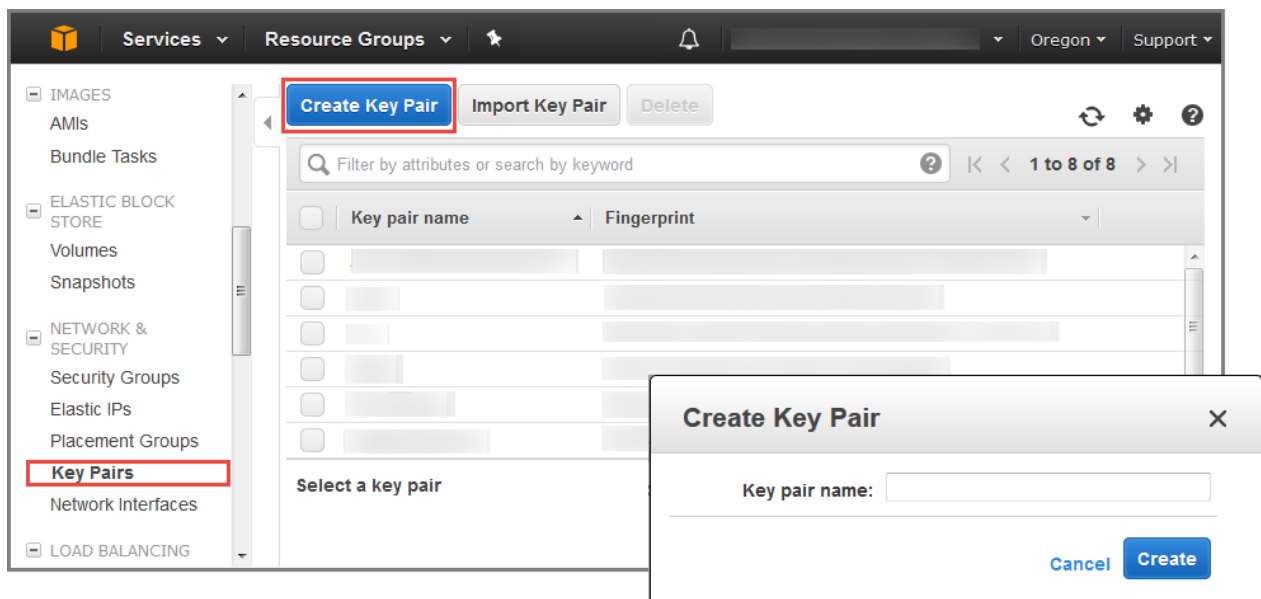 Services Resource Groups Oregon Support
IMAGES
AMIs
Bundle Tasks
ELASTIC BLOCK
STORE
Volumes
Snapshots
NETWORK &
SECURITY
Security Groups
Elastic IPs
Placement Groups
Key Pairs
Network Interfaces
LOAD BALANCING
Create Key Pair Import Key Pair Delete
Filter by attributes or search by keyword 1 to 8 of 8
Key pair name Fingerprint
Select a key pair
Create Key Pair
Key pair name:
Cancel Create